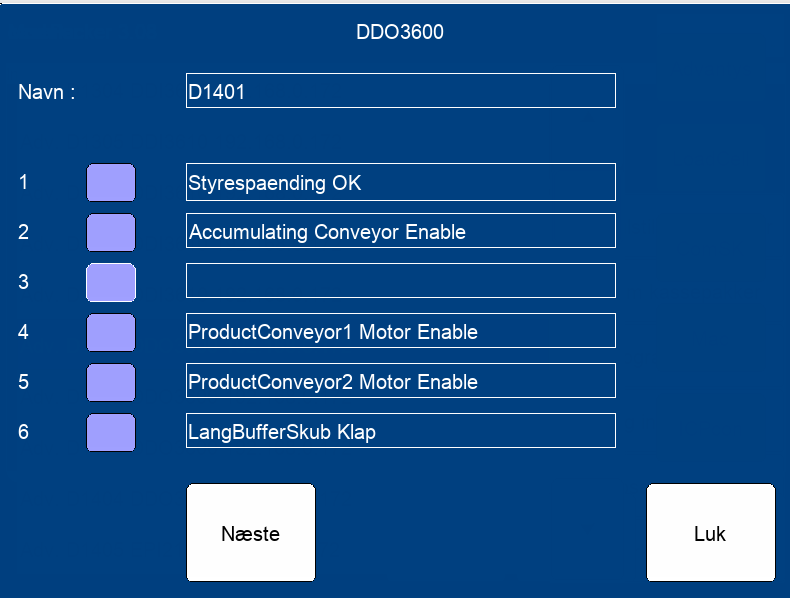 DDO3600
Navn : D1401
1 Styrespaending OK
2 Accumulating Conveyor Enable
3
4 ProductConveyor1 Motor Enable
5 ProductConveyor2 Motor Enable
6 LangBufferSkub Klap
Næste Luk